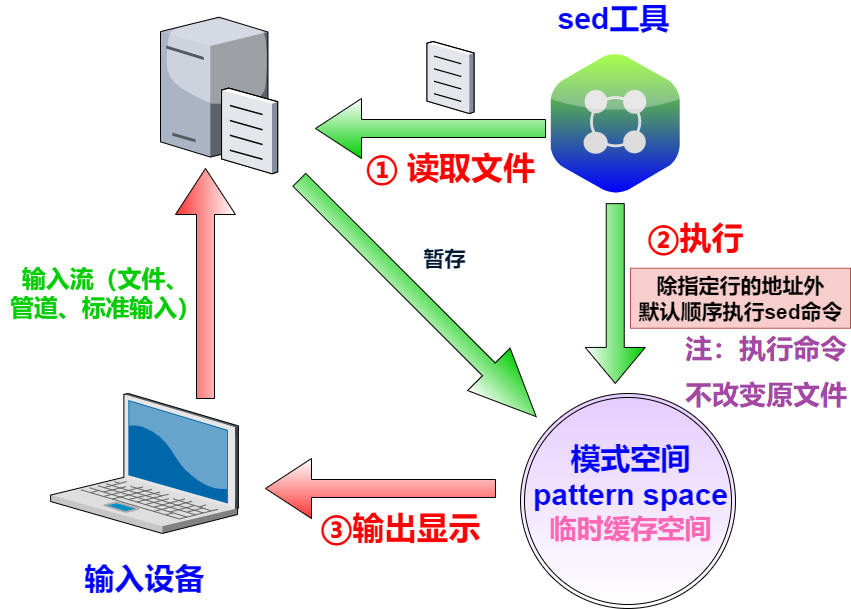 sed工具
① 读取文件
②执行
暂存
输入流（文件、
管道、标准输入）
除指定行的地址外
默认顺序执行sed命令
注：执行命令
不改变原文件
模式空间
pattern space
临时缓存空间
③输出显示
输入设备